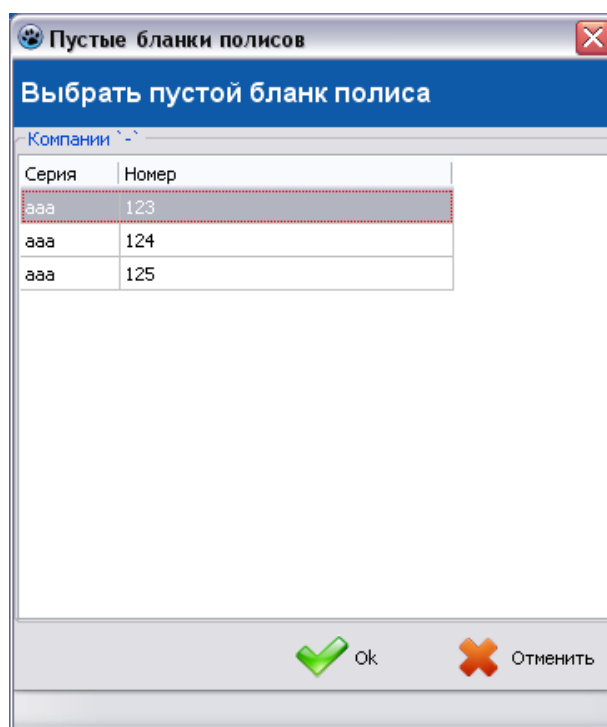 Пустые бланки полисов
Выбрать пустой бланк полиса
Компании `-`
Серия Номер
ааа 123
ааа 124
ааа 125
Ok Отменить